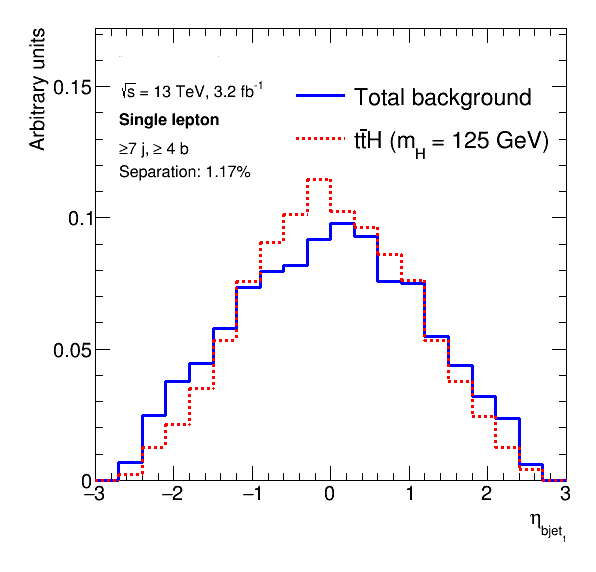 Arbitrary units
√s = 13 TeV, 3.2 fb⁻¹
Single lepton
≥7 j, ≥ 4 b
Separation: 1.17%
Total background
tt̄H (m_H = 125 GeV)
0.15
0.1
0.05
0
−3 −2 −1 0 1 2 3
η_bjet₁